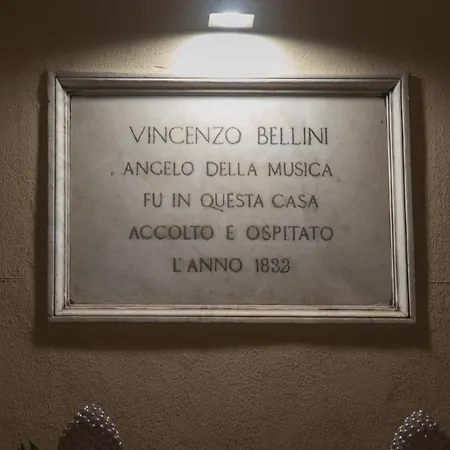 VINCENZO BELLINI
ANGELO DELLA MUSICA
FU IN QUESTA CASA
ACCOLTO E OSPITATO
L'ANNO 1832